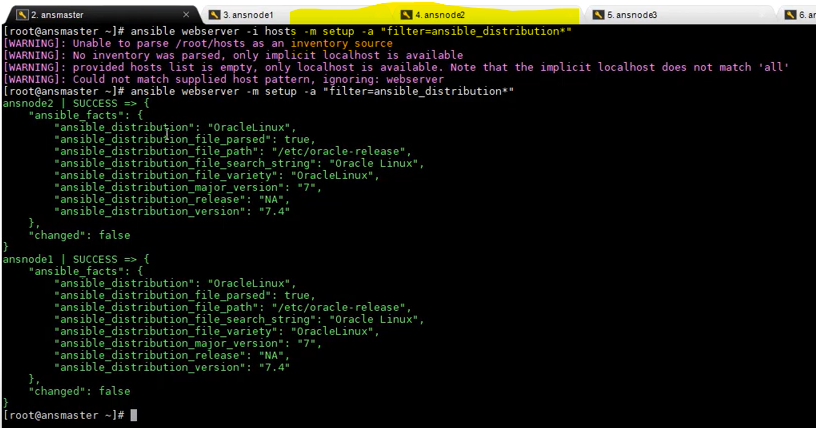 2. ansmaster
3. ansnode1
4. ansnode2
5. ansnode3
6. an
[root@ansmaster ~]# ansible webserver -i hosts -m setup -a "filter=ansible_distribution*"
[WARNING]: Unable to parse /root/hosts as an inventory source
[WARNING]: No inventory was parsed, only implicit localhost is available
[WARNING]: provided hosts list is empty, only localhost is available. Note that the implicit localhost does not match 'all'
[WARNING]: Could not match supplied host pattern, ignoring: webserver
[root@ansmaster ~]# ansible webserver -m setup -a "filter=ansible_distribution*"
ansnode2 | SUCCESS => {
    "ansible_facts": {
        "ansible_distribution": "OracleLinux",
        "ansible_distribution_file_parsed": true,
        "ansible_distribution_file_path": "/etc/oracle-release",
        "ansible_distribution_file_search_string": "Oracle Linux",
        "ansible_distribution_file_variety": "OracleLinux",
        "ansible_distribution_major_version": "7",
        "ansible_distribution_release": "NA",
        "ansible_distribution_version": "7.4"
    },
    "changed": false
}
ansnode1 | SUCCESS => {
    "ansible_facts": {
        "ansible_distribution": "OracleLinux",
        "ansible_distribution_file_parsed": true,
        "ansible_distribution_file_path": "/etc/oracle-release",
        "ansible_distribution_file_search_string": "Oracle Linux",
        "ansible_distribution_file_variety": "OracleLinux",
        "ansible_distribution_major_version": "7",
        "ansible_distribution_release": "NA",
        "ansible_distribution_version": "7.4"
    },
    "changed": false
}
[root@ansmaster ~]#